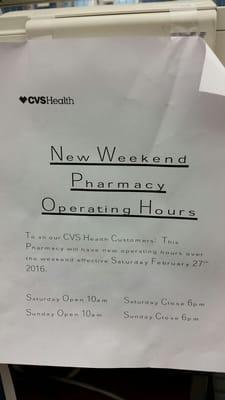 CVSHealth
New Weekend
Pharmacy
Operating Hours
To all our CVS Health Customers: This
Pharmacy will have new operating hours over
the weekend effective Saturday February 27th
2016.
Saturday Open 10am Saturday Close 6pm
Sunday Open 10am Sunday Close 6pm